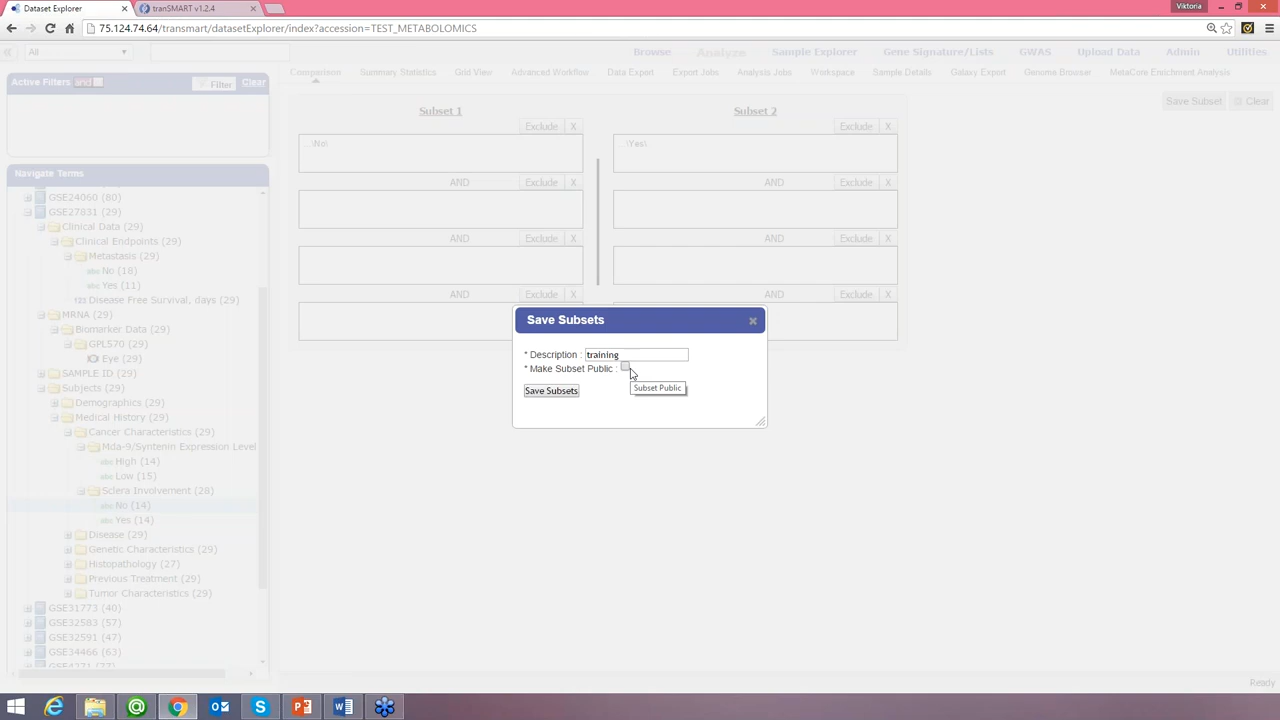 Dataset Explorer
tranSMART v1.2.4
Viktoria
75.124.74.64/transmart/datasetExplorer/index?accession=TEST_METABOLOMICS
All
Browse Analyze Sample Explorer Gene Signature/Lists GWAS Upload Data Admin Utilities
Active Filters and Filter Clear
Comparison Summary Statistics Grid View Advanced Workflow Data Export Export Jobs Analysis Jobs Workspace Sample Details Galaxy Export Genome Browser MetaCore Enrichment Analysis
Save Subset Clear
Subset 1 Subset 2
Exclude X Exclude X
...\No\ ...\Yes\
AND Exclude X AND Exclude X
AND Exclude X AND Exclude X
AND Exclude X AND Exclude X
Navigate Terms
GSE24060 (80)
GSE27831 (29)
Clinical Data (29)
Clinical Endpoints (29)
Metastasis (29)
abc No (18)
abc Yes (11)
123 Disease Free Survival, days (29)
MRNA (29)
Biomarker Data (29)
GPL570 (29)
Eye (29)
SAMPLE ID (29)
Subjects (29)
Demographics (29)
Medical History (29)
Cancer Characteristics (29)
Mda-9/Syntenin Expression Level
abc High (14)
abc Low (15)
Sclera Involvement (28)
abc No (14)
abc Yes (14)
Disease (29)
Genetic Characteristics (29)
Histopathology (27)
Previous Treatment (29)
Tumor Characteristics (29)
GSE31773 (40)
GSE32583 (57)
GSE32591 (47)
GSE34466 (63)
GSE4271 (77)
Save Subsets
* Description : training
* Make Subset Public :
Subset Public
Save Subsets
Ready